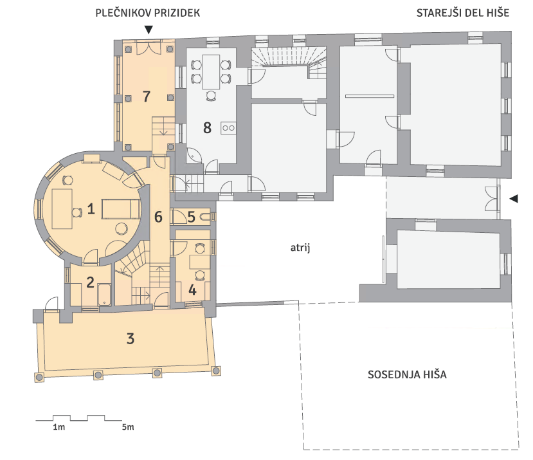 PLEČNIKOV PRIZIDEK
STAREJŠI DEL HIŠE
7
8
1
6
5
2
4
atrij
3
SOSEDNJA HIŠA
1m
5m